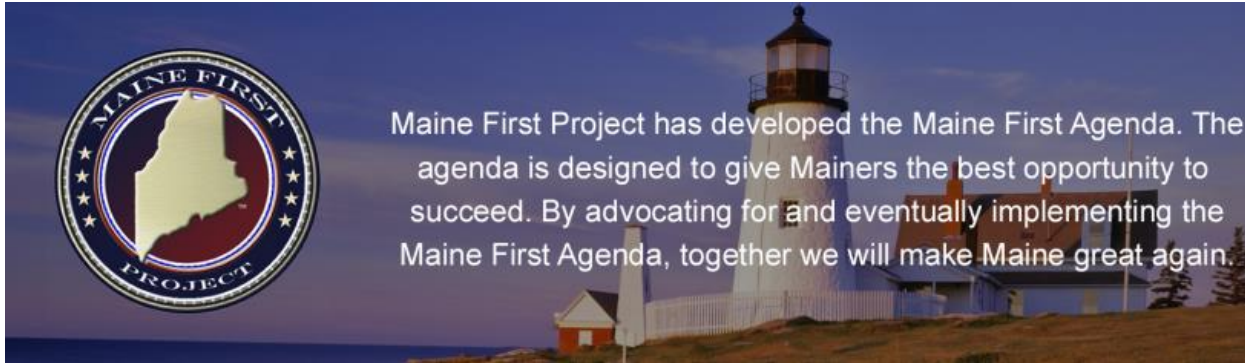 MAINE FIRST
PROJECT
™
Maine First Project has developed the Maine First Agenda. The
agenda is designed to give Mainers the best opportunity to
succeed. By advocating for and eventually implementing the
Maine First Agenda, together we will make Maine great again.